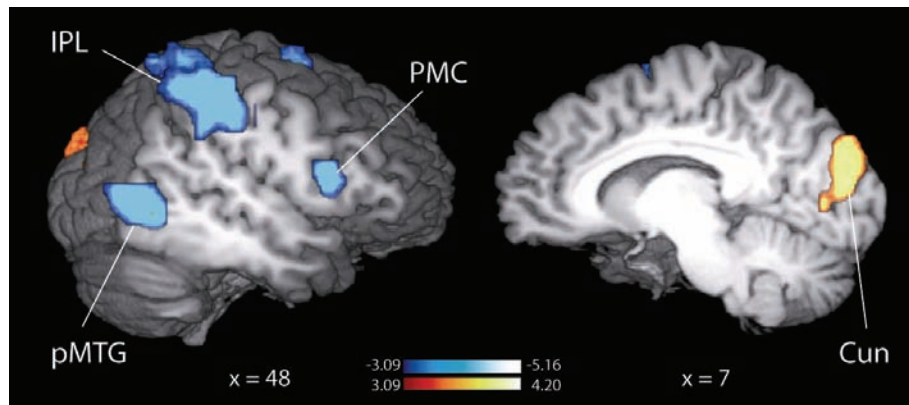 IPL
PMC
pMTG
Cun
x = 48
-3.09
-5.16
3.09
4.20
x = 7